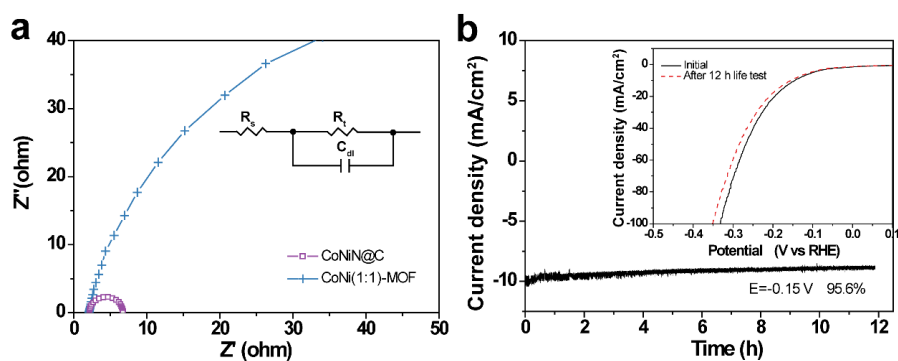 a
40
30
20
10
0
Z''(ohm)
0 10 20 30 40 50
Z' (ohm)
Rs
Rt
Cdl
CoNiN@C
CoNi(1:1)-MOF
b
10
5
0
-5
-10
-15
Current density (mA/cm²)
0 2 4 6 8 10 12
Time (h)
E=-0.15 V 95.6%
Initial
After 12 h life test
0
-20
-40
-60
-80
-100
Current density (mA/cm²)
-0.5 -0.4 -0.3 -0.2 -0.1 0.0 0.1
Potential (V vs RHE)